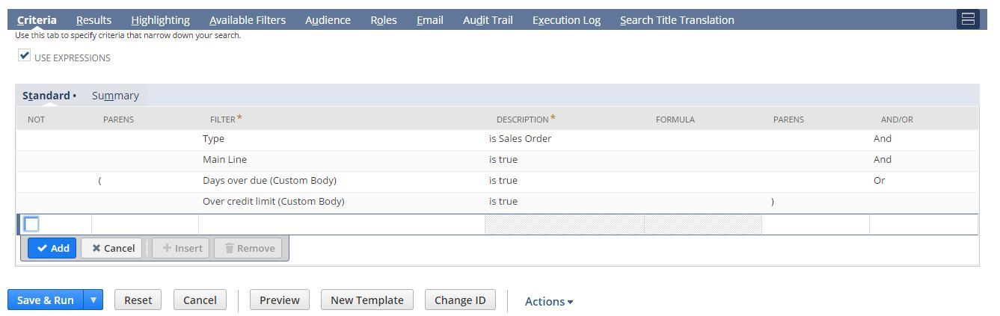 Criteria Results Highlighting Available Filters Audience Roles Email Audit Trail Execution Log Search Title Translation
Use this tab to specify criteria that narrow down your search.
USE EXPRESSIONS
Standard • Summary
NOT PARENS FILTER* DESCRIPTION* FORMULA PARENS AND/OR
Type is Sales Order And
Main Line is true And
( Days over due (Custom Body) is true Or
Over credit limit (Custom Body) is true )
Add Cancel Insert Remove
Save & Run Reset Cancel Preview New Template Change ID Actions